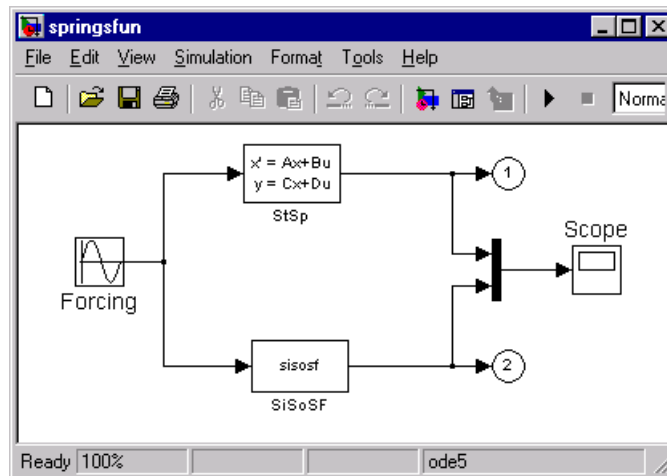 springsfun
File Edit View Simulation Format Tools Help
Norma
x' = Ax+Bu
y = Cx+Du
StSp
1
Scope
Forcing
sisosf
SiSoSF
2
Ready 100% ode5